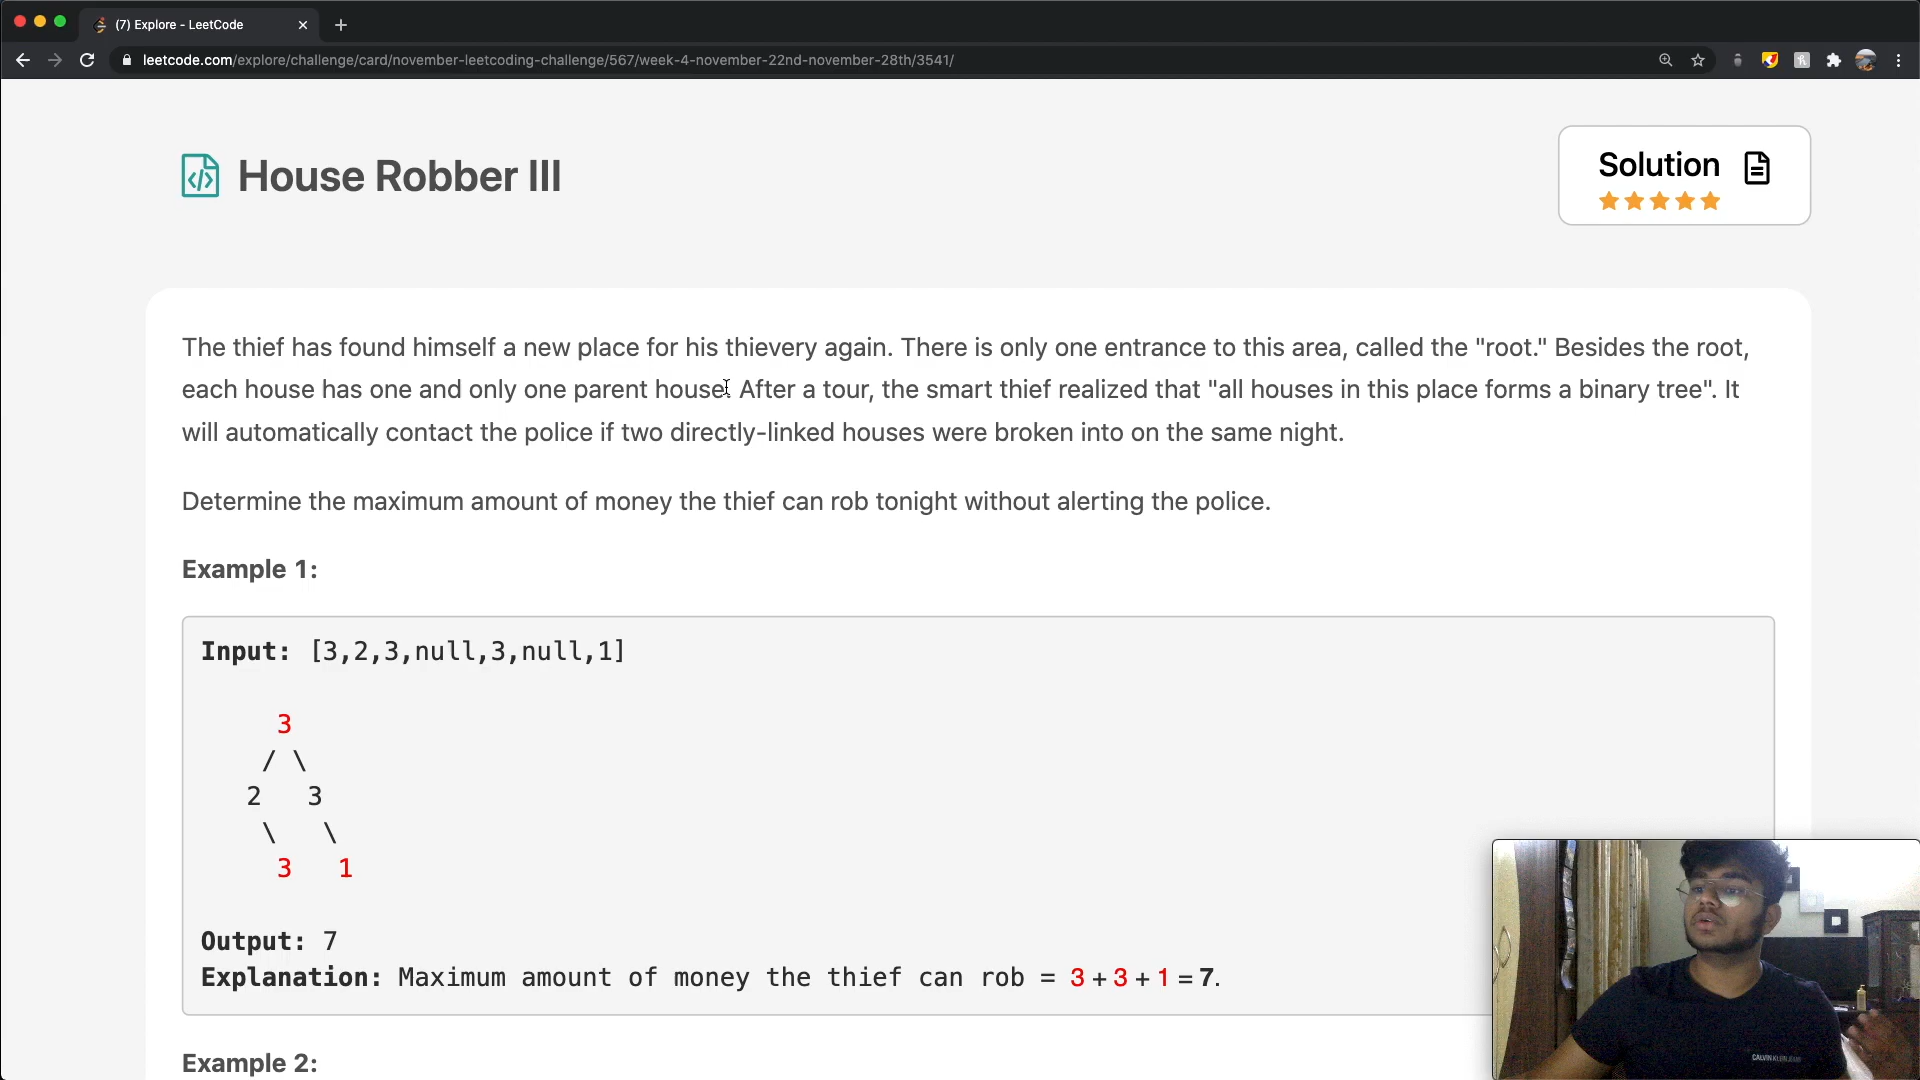 (7) Explore - LeetCode
leetcode.com/explore/challenge/card/november-leetcoding-challenge/567/week-4-november-22nd-november-28th/3541/
House Robber III
Solution
The thief has found himself a new place for his thievery again. There is only one entrance to this area, called the "root." Besides the root,
each house has one and only one parent house. After a tour, the smart thief realized that "all houses in this place forms a binary tree". It
will automatically contact the police if two directly-linked houses were broken into on the same night.
Determine the maximum amount of money the thief can rob tonight without alerting the police.
Example 1:
Input: [3,2,3,null,3,null,1]
3
/ \
2 3
\ \
3 1
Output: 7
Explanation: Maximum amount of money the thief can rob = 3 + 3 + 1 = 7.
Example 2:
CALVIN KLEIN JEANS